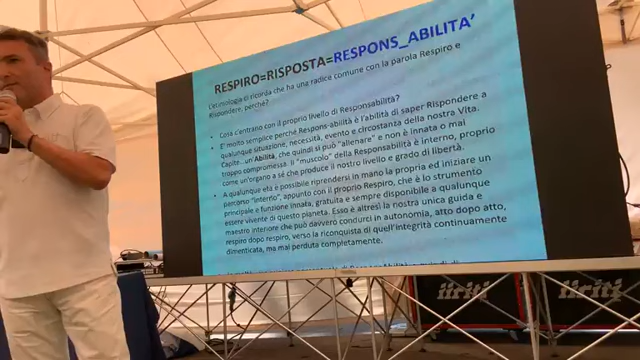 RESPIRO=RISPOSTA=RESPONS_ABILITA'
L'etimologia ci ricorda che ha una radice comune con la parola Respiro e
Rispondere, perché?
• Cosa c'entrano con il proprio livello di Responsabilità?
• E' molto semplice perché Respons-abilità è l'abilità di saper Rispondere a
qualunque situazione, necessità, evento e circostanza della nostra Vita.
Capite.. un'Abilità, che quindi si può "allenare" e non è innata o mai
troppo compromessa. Il "muscolo" della Responsabilità è interno, proprio
come un'organo a sé che produce il nostro livello e grado di libertà.
• A qualunque età è possibile riprendersi in mano la propria ed iniziare un
percorso "interno", appunto con il proprio Respiro, che è lo strumento
principale e funzione innata, gratuita e sempre disponibile a qualunque
essere vivente di questo pianeta. Esso è altresì la nostra unica guida e
maestro interiore che può davvero condurci in autonomia, atto dopo atto,
respiro dopo respiro, verso la riconquista di quell'integrità continuamente
dimenticata, ma mai perduta completamente.